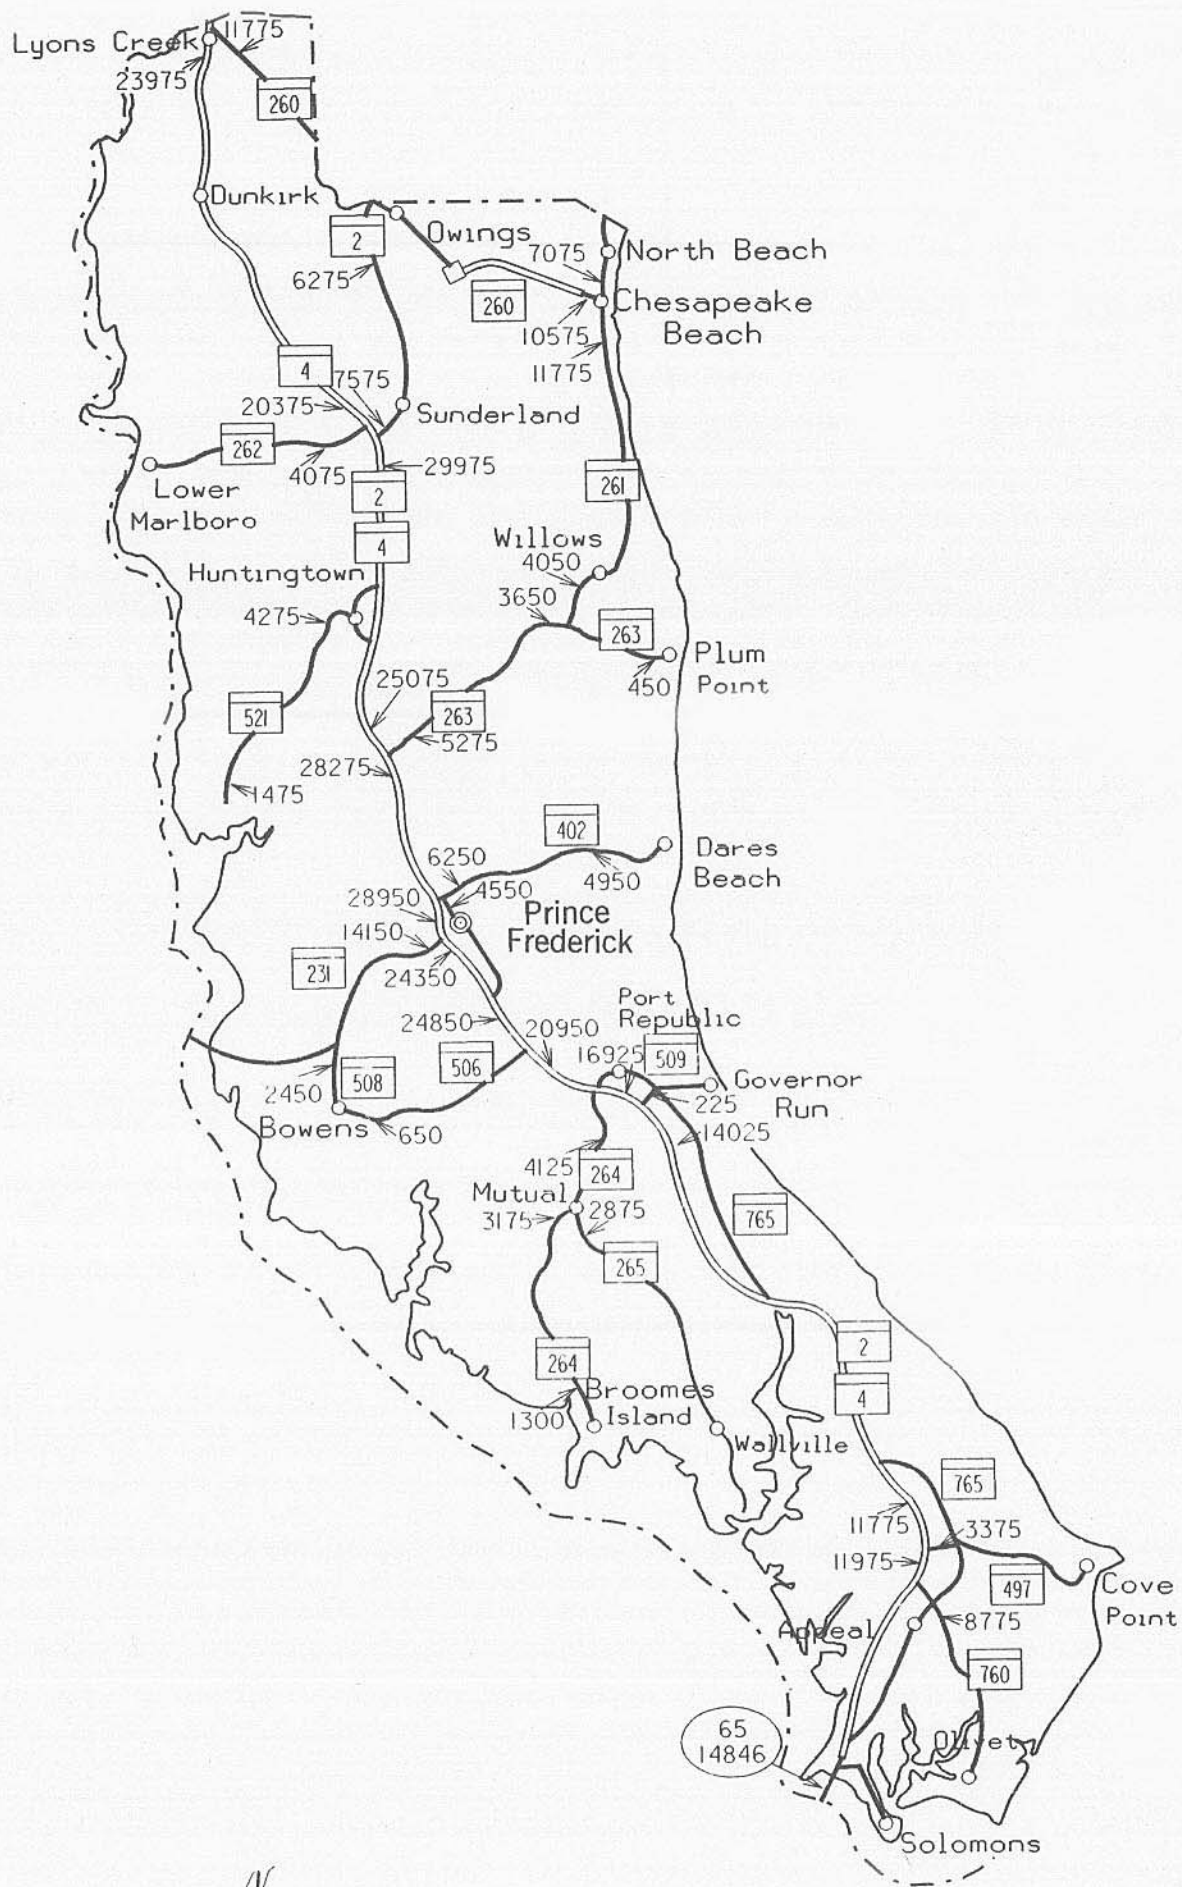 Lyons Creek
11775
23975
260
Dunkirk
2
Owings
6275
7075
North Beach
260
Chesapeake
Beach
10575
11775
4
7575
20375
Sunderland
262
4075
29975
Lower
Marlboro
2
261
4
Willows
4050
Huntingtown
3650
4275
263
Plum
Point
450
25075
521
263
5275
28275
1475
402
6250
4950
Dares
Beach
4550
28950
Prince
Frederick
14150
231
24350
Port
Republic
24850
20950
16925
509
506
2450
508
Governor
Run
225
Bowens
650
14025
4125
264
Mutual
3175
2875
765
265
2
264
4
Broomes
Island
1300
Wallville
765
11775
3375
11975
497
Cove
Point
Appeal
8775
760
65
14846
Olivet
Solomons
N